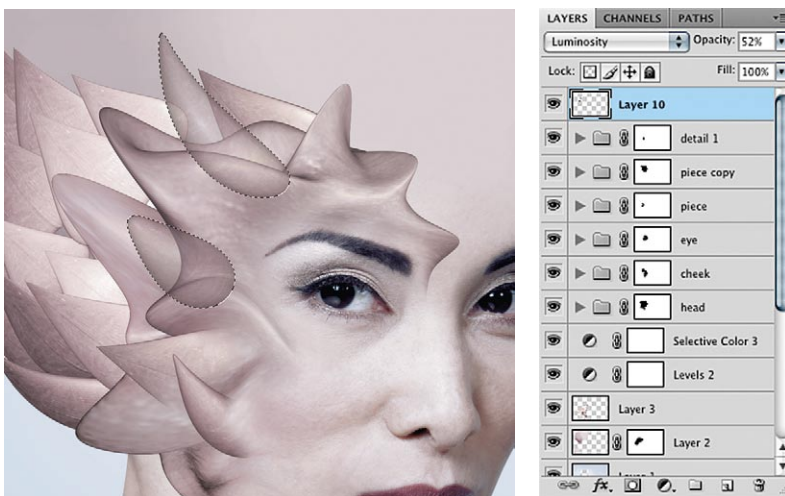 LAYERS CHANNELS PATHS
Luminosity Opacity: 52%
Lock: Fill: 100%
Layer 10
detail 1
piece copy
piece
eye
cheek
head
Selective Color 3
Levels 2
Layer 3
Layer 2
fx.